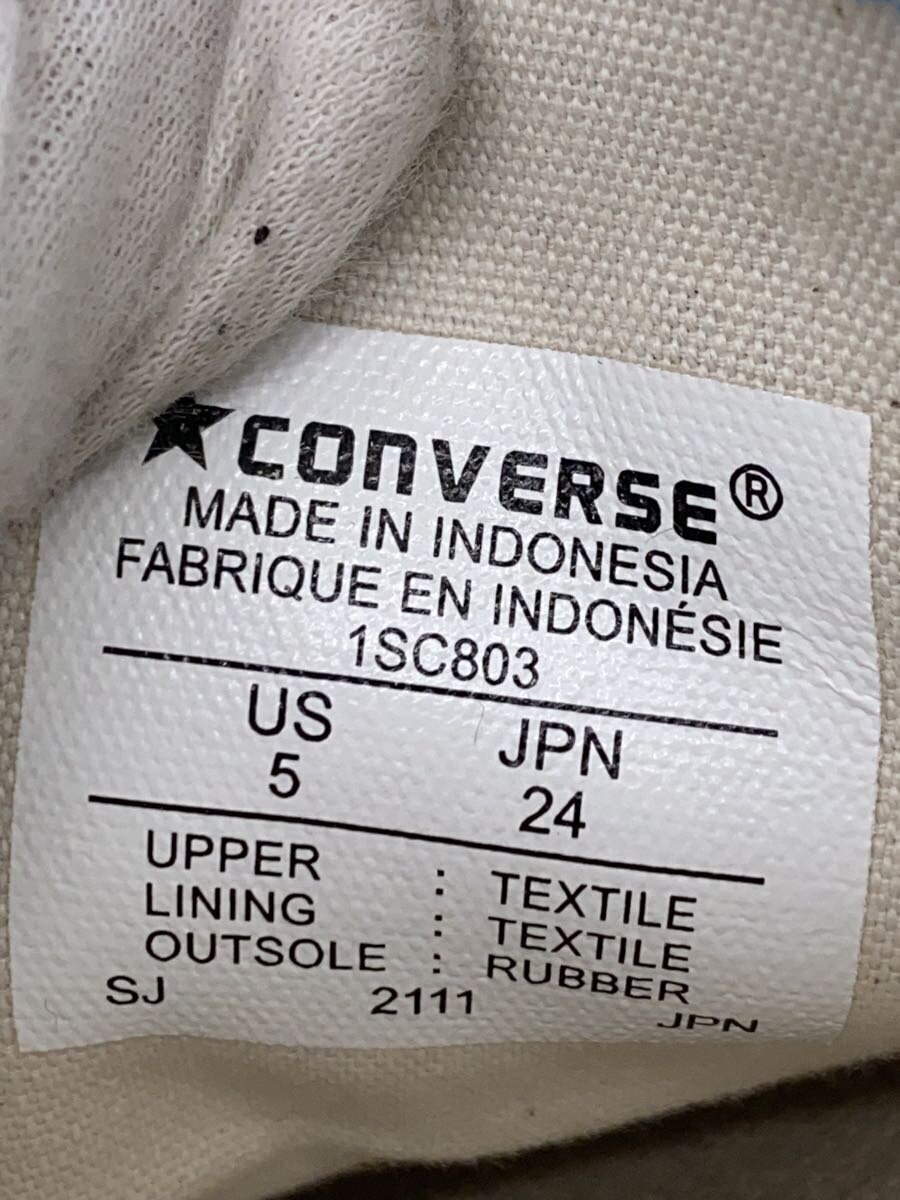 ★CONVERSE®
MADE IN INDONESIA
FABRIQUE EN INDONÉSIE
1SC803
US JPN
5 24
UPPER : TEXTILE
LINING : TEXTILE
OUTSOLE : RUBBER
SJ 2111 JPN